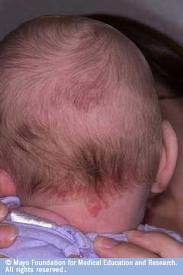 © Mayo Foundation for Medical Education and Research.
All rights reserved.